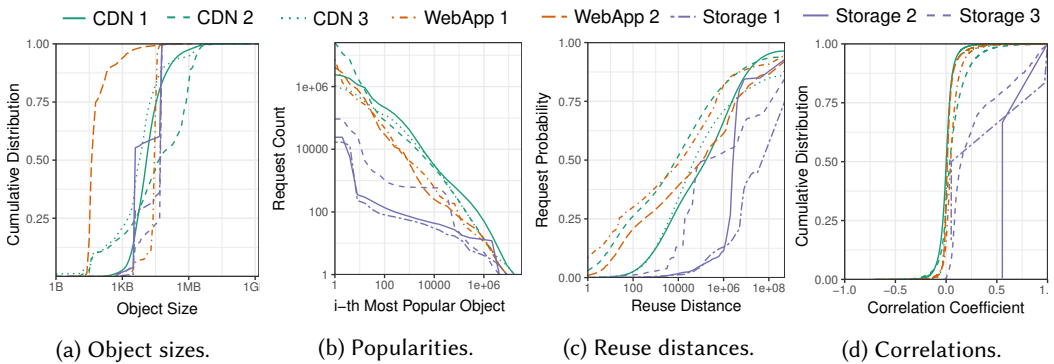 CDN 1 CDN 2 CDN 3 WebApp 1 WebApp 2 Storage 1 Storage 2 Storage 3
Cumulative Distribution
1.00
0.75
0.50
0.25
1B 1KB 1MB 1GI
Object Size
(a) Object sizes.
Request Count
1e+06
10000
100
1
1 100 10000 1e+06
i−th Most Popular Object
(b) Popularities.
Request Probability
1.00
0.75
0.50
0.25
0.00
1 100 10000 1e+06 1e+08
Reuse Distance
(c) Reuse distances.
Cumulative Distribution
1.00
0.75
0.50
0.25
0.00
−1.0 −0.5 0.0 0.5 1.
Correlation Coefficient
(d) Correlations.